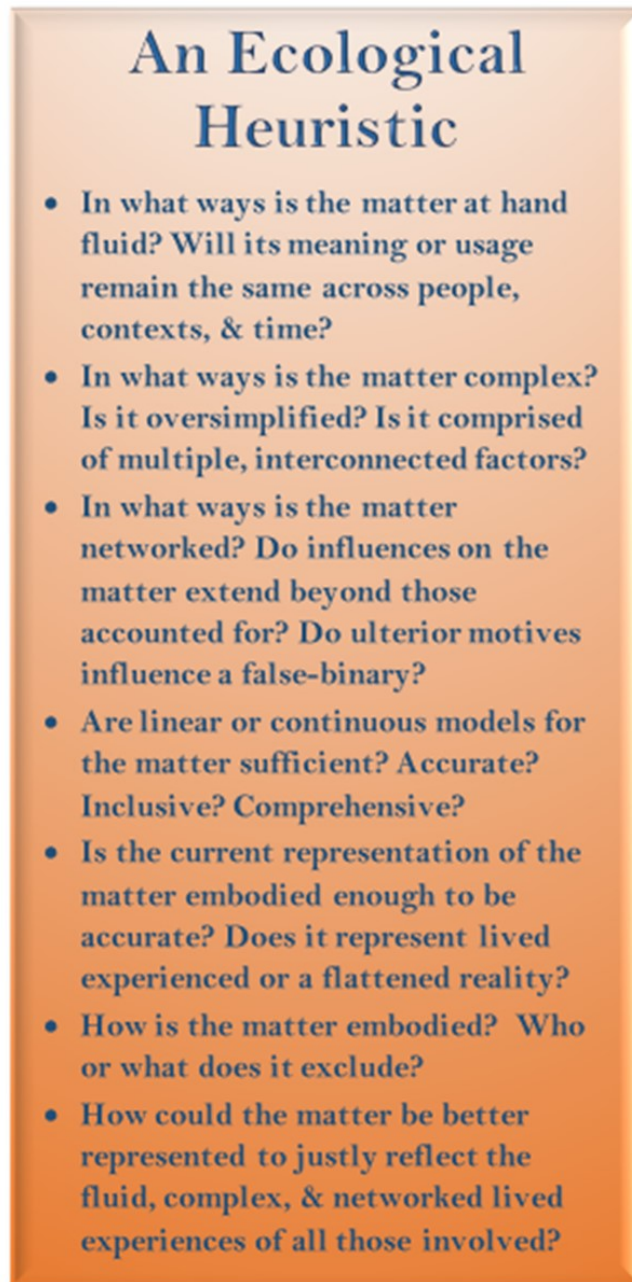 An Ecological
Heuristic
• In what ways is the matter at hand
fluid? Will its meaning or usage
remain the same across people,
contexts, & time?
• In what ways is the matter complex?
Is it oversimplified? Is it comprised
of multiple, interconnected factors?
• In what ways is the matter
networked? Do influences on the
matter extend beyond those
accounted for? Do ulterior motives
influence a false-binary?
• Are linear or continuous models for
the matter sufficient? Accurate?
Inclusive? Comprehensive?
• Is the current representation of the
matter embodied enough to be
accurate? Does it represent lived
experienced or a flattened reality?
• How is the matter embodied?  Who
or what does it exclude?
• How could the matter be better
represented to justly reflect the
fluid, complex, & networked lived
experiences of all those involved?